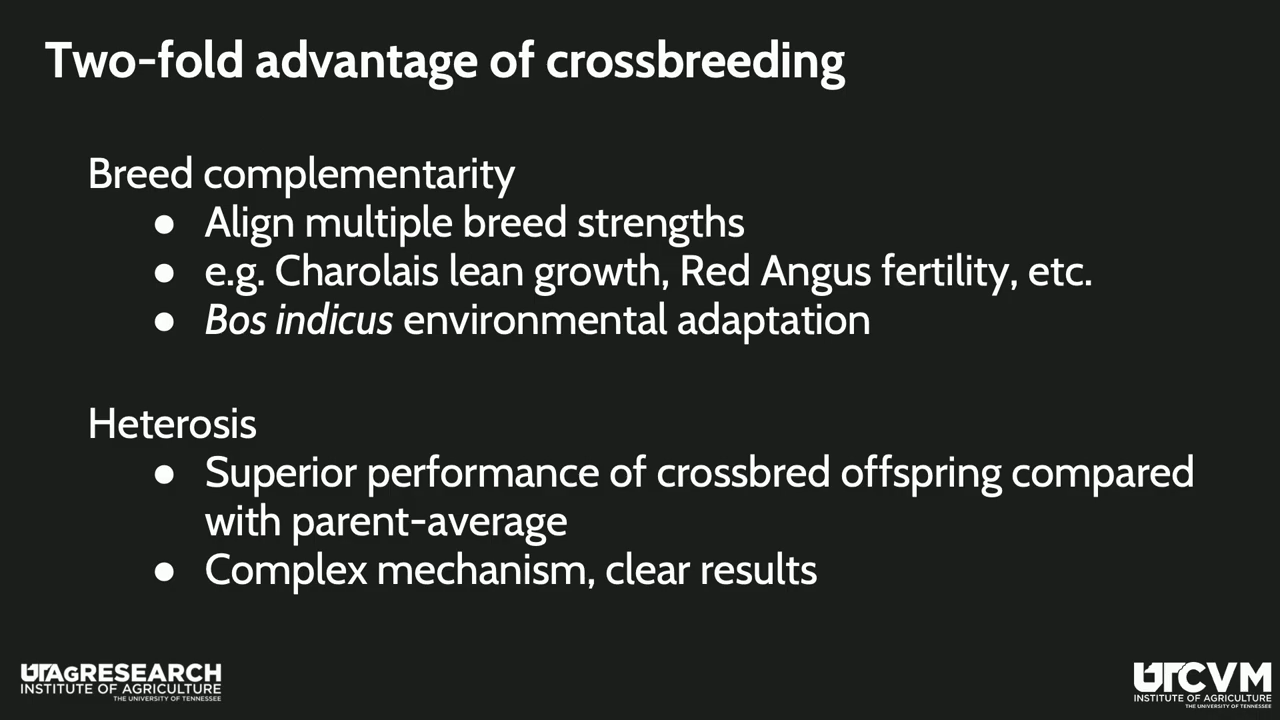 Two-fold advantage of crossbreeding
Breed complementarity
● Align multiple breed strengths
● e.g. Charolais lean growth, Red Angus fertility, etc.
● Bos indicus environmental adaptation
Heterosis
● Superior performance of crossbred offspring compared
with parent-average
● Complex mechanism, clear results
UTAGRESEARCH
INSTITUTE OF AGRICULTURE
THE UNIVERSITY OF TENNESSEE
UTCVM
INSTITUTE OF AGRICULTURE
THE UNIVERSITY OF TENNESSEE